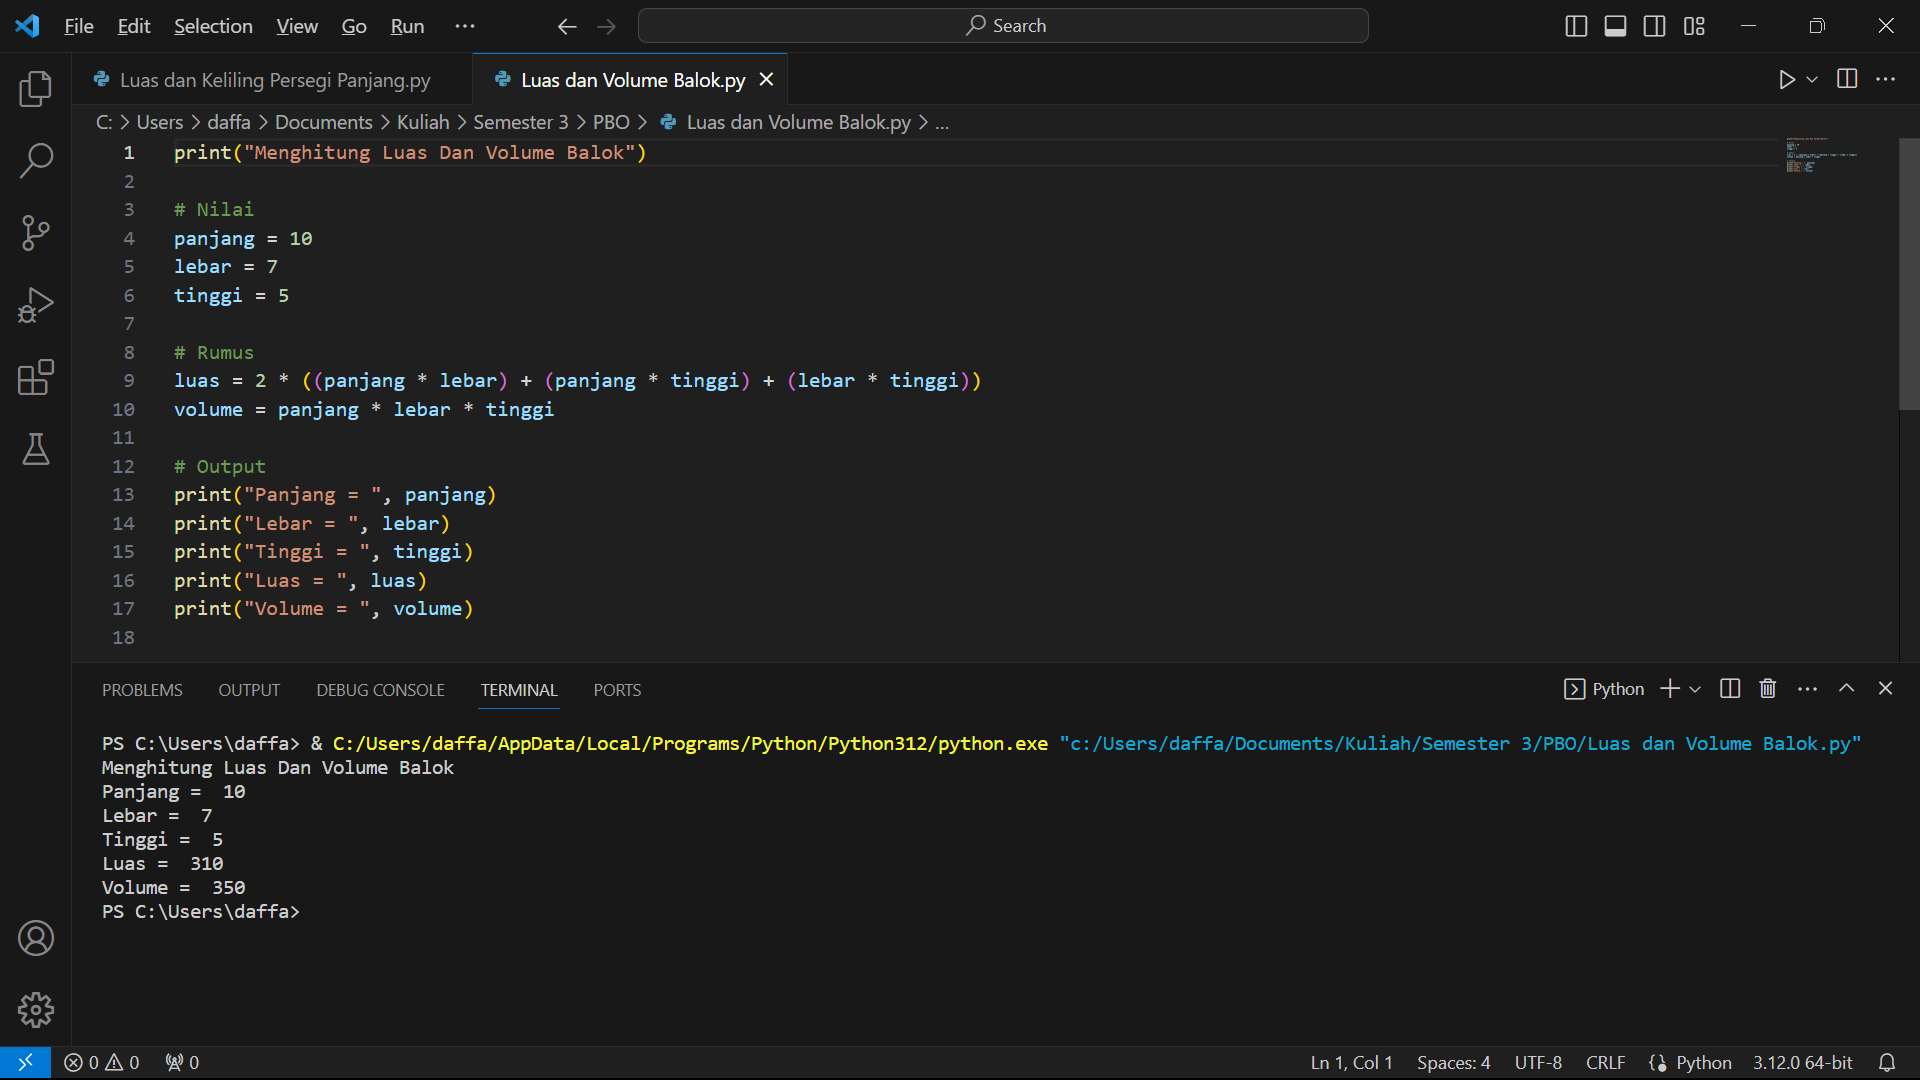 File Edit Selection View Go Run ··· Search
Luas dan Keliling Persegi Panjang.py Luas dan Volume Balok.py
C: > Users > daffa > Documents > Kuliah > Semester 3 > PBO > Luas dan Volume Balok.py > ...
1 print("Menghitung Luas Dan Volume Balok")
2
3 # Nilai
4 panjang = 10
5 lebar = 7
6 tinggi = 5
7
8 # Rumus
9 luas = 2 * ((panjang * lebar) + (panjang * tinggi) + (lebar * tinggi))
10 volume = panjang * lebar * tinggi
11
12 # Output
13 print("Panjang = ", panjang)
14 print("Lebar = ", lebar)
15 print("Tinggi = ", tinggi)
16 print("Luas = ", luas)
17 print("Volume = ", volume)
18
PROBLEMS OUTPUT DEBUG CONSOLE TERMINAL PORTS Python
PS C:\Users\daffa> & C:/Users/daffa/AppData/Local/Programs/Python/Python312/python.exe "c:/Users/daffa/Documents/Kuliah/Semester 3/PBO/Luas dan Volume Balok.py"
Menghitung Luas Dan Volume Balok
Panjang =  10
Lebar =  7
Tinggi =  5
Luas =  310
Volume =  350
PS C:\Users\daffa>
0 0 0 Ln 1, Col 1 Spaces: 4 UTF-8 CRLF Python 3.12.0 64-bit